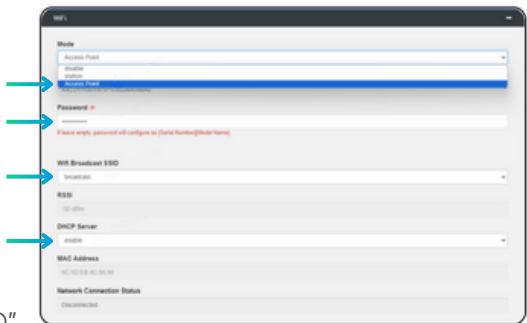 WiFi
Mode
Access Point
disable
station
Access Point
Password
If leave empty, password will configure as [Serial Number][Model Name]
Wifi Broadcast SSID
broadcast
RSSI
DHCP Server
enable
MAC Address
Network Connection Status
Disconnected